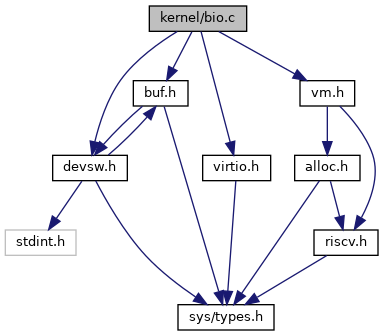 kernel/bio.c
buf.h
vm.h
devsw.h
virtio.h
alloc.h
stdint.h
riscv.h
sys/types.h